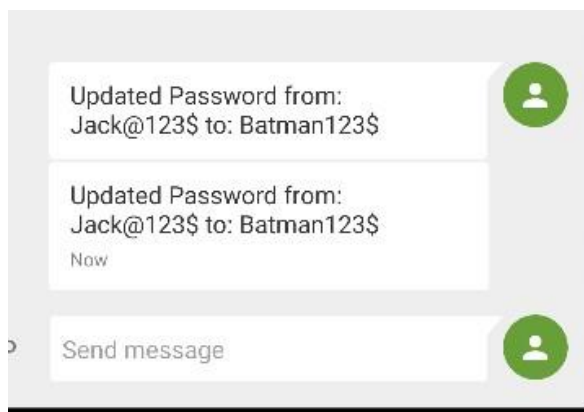 Updated Password from:
Jack@123$ to: Batman123$
Updated Password from:
Jack@123$ to: Batman123$
Now
Send message